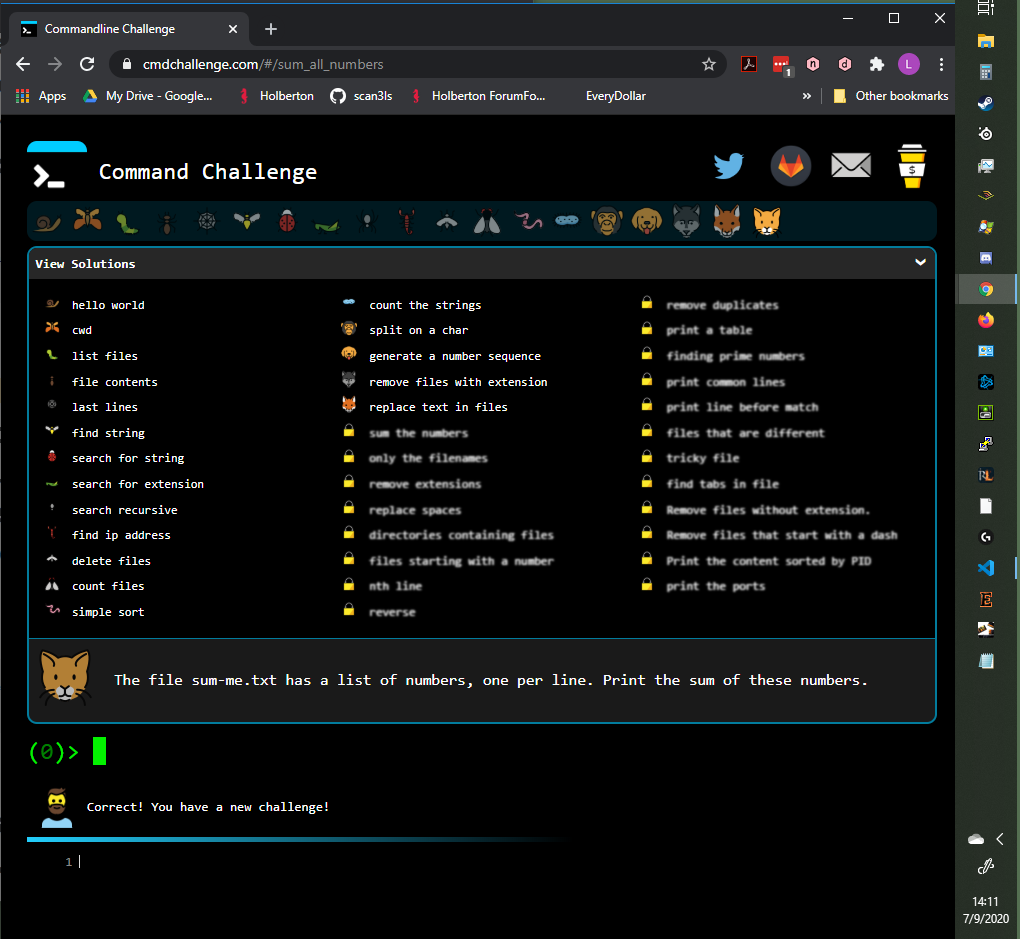 Commandline Challenge
cmdchallenge.com/#/sum_all_numbers
1 n d L
Apps My Drive - Google... Holberton scan3ls Holberton ForumFo... EveryDollar » Other bookmarks
Command Challenge
$
View Solutions
hello world
cwd
list files
file contents
last lines
find string
search for string
search for extension
search recursive
find ip address
delete files
count files
simple sort
count the strings
split on a char
generate a number sequence
remove files with extension
replace text in files
sum the numbers
only the filenames
remove extensions
replace spaces
directories containing files
files starting with a number
nth line
reverse
remove duplicates
print a table
finding prime numbers
print common lines
print line before match
files that are different
tricky file
find tabs in file
Remove files without extension.
Remove files that start with a dash
Print the content sorted by PID
print the ports
The file sum-me.txt has a list of numbers, one per line. Print the sum of these numbers.
(0)>
Correct! You have a new challenge!
1
RL
14:11
7/9/2020